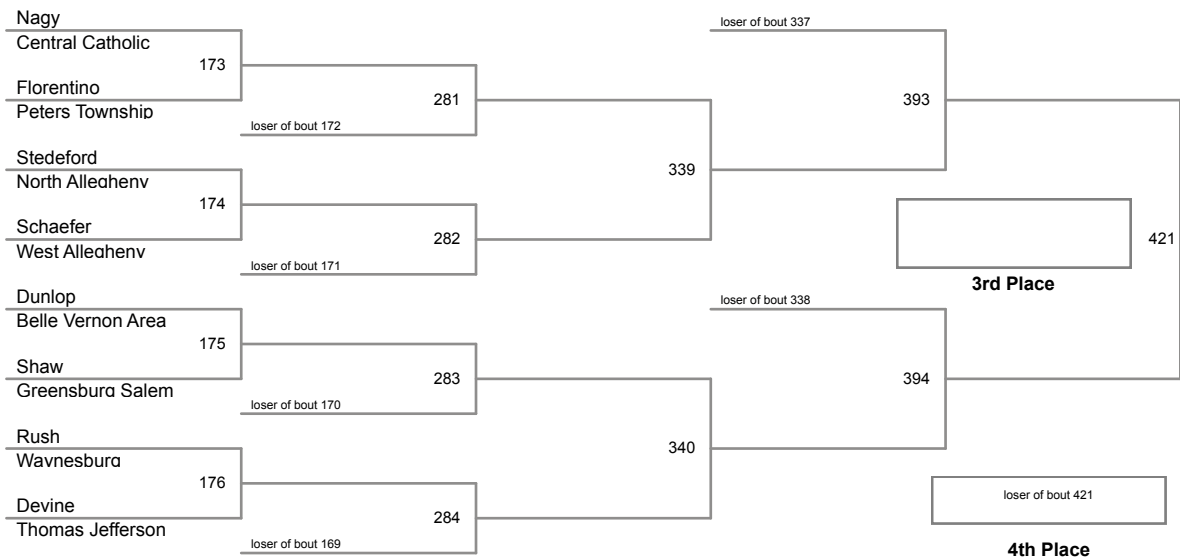 Nagy
loser of bout 337
Central Catholic
173
Florentino
281
393
Peters Township
loser of bout 172
Stedeford
339
North Allegheny
174
Schaefer
282
421
West Allegheny
loser of bout 171
3rd Place
Dunlop
loser of bout 338
Belle Vernon Area
175
Shaw
283
394
Greensburg Salem
loser of bout 170
Rush
340
Waynesburg
176
loser of bout 421
Devine
284
Thomas Jefferson
loser of bout 169
4th Place